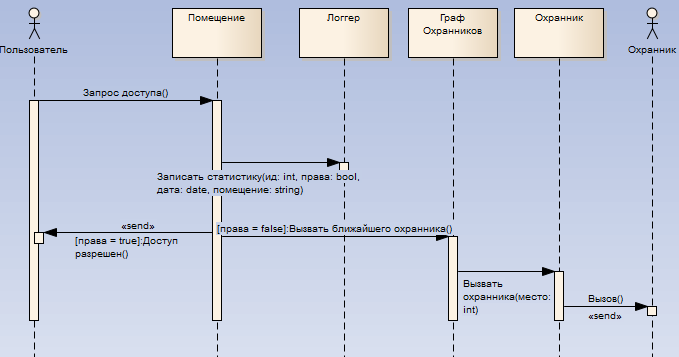 Помещение
Логгер
Граф
Охранников
Охранник
Пользователь
Охранник
Запрос доступа()
Записать статистику(ид: int, права: bool,
дата: date, помещение: string)
«send»
[права = true]:Доступ
разрешен()
[права = false]:Вызвать ближайшего охранника()
Вызвать
охранника(место:
int)
Вызов()
«send»